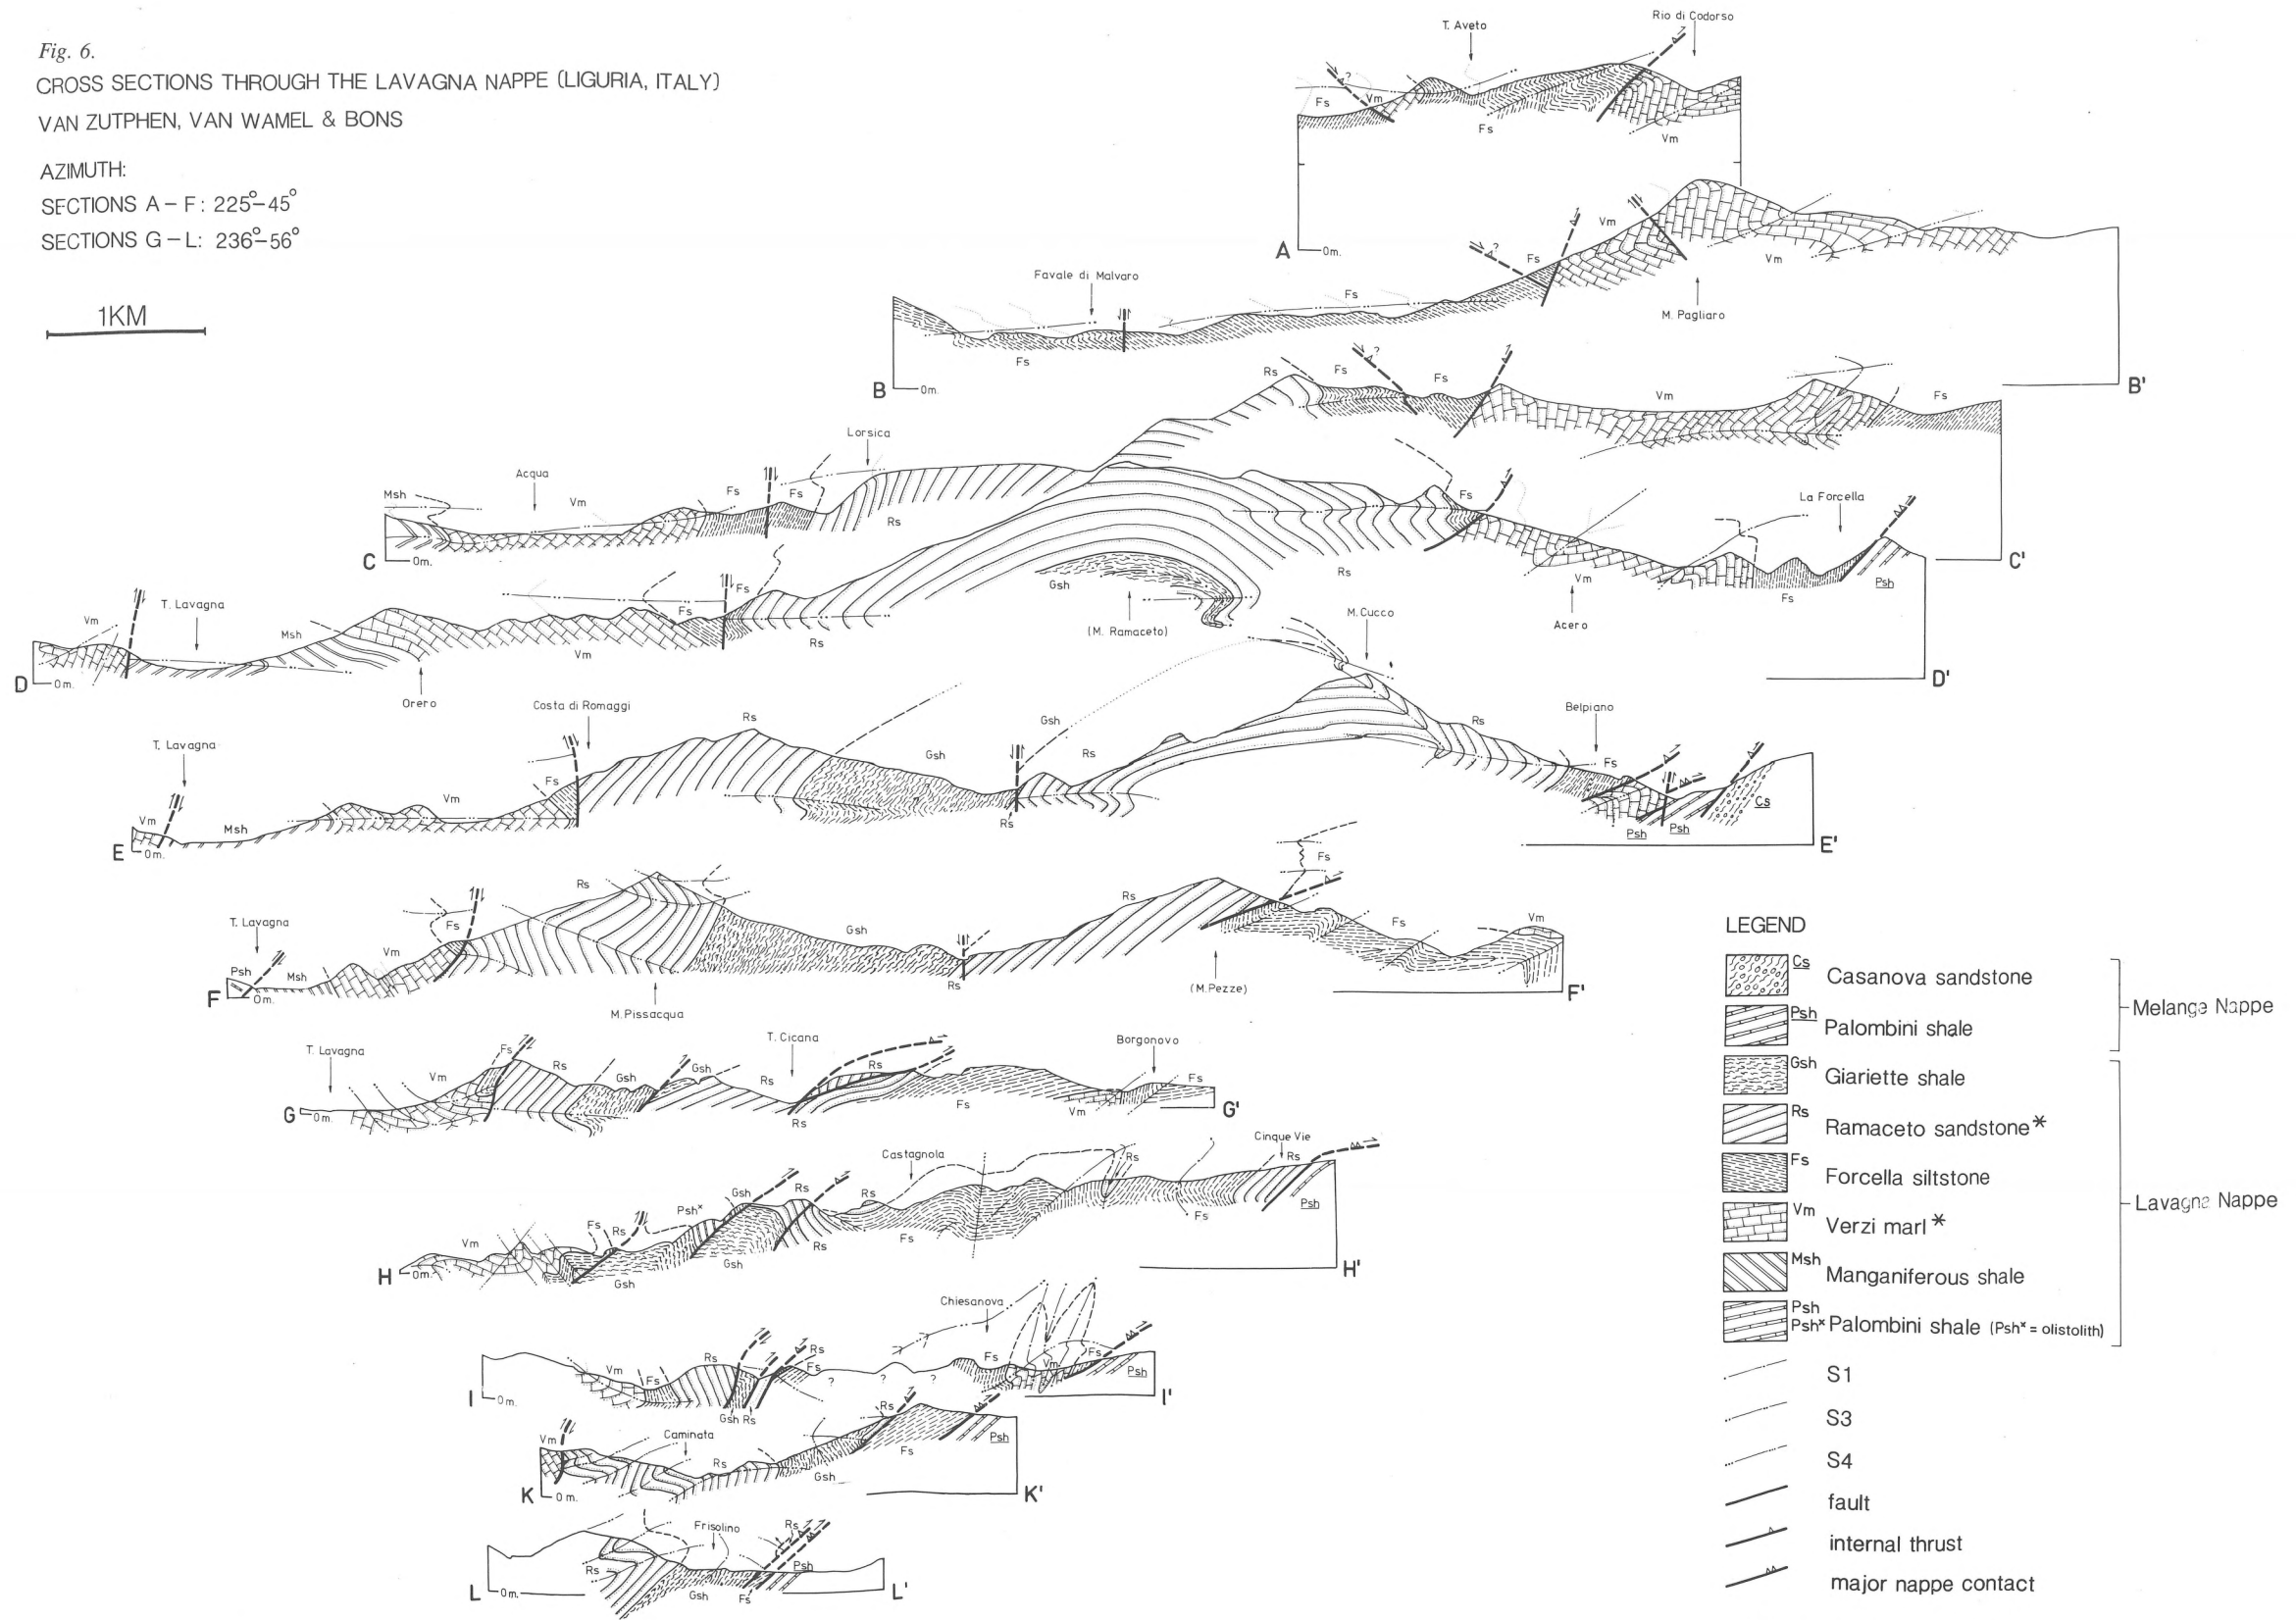 Fig. 6.
CROSS SECTIONS THROUGH THE LAVAGNA NAPPE (LIGURIA, ITALY)
VAN ZUTPHEN, VAN WAMEL & BONS
AZIMUTH:
SECTIONS A – F : 225°–45°
SECTIONS G – L: 236°–56°
1KM
T. Aveto
Rio di Codorso
?
Fs
Vm
Fs
Vm
A
0m.
Favale di Malvaro
Fs
?
Fs
Vm
Vm
M. Pagliaro
Fs
B
0m.
B'
Rs
Fs
?
Fs
Vm
Fs
Lorsica
Acqua
Msh
Vm
Fs
Fs
Rs
C
0m.
C'
Fs
La Forcella
T. Lavagna
Vm
Msh
Fs
Fs
Gsh
Rs
Vm
Fs
Psh
(M. Ramaceto)
Acero
Vm
Rs
Orero
D
0m.
D'
M. Cucco
Costa di Romaggi
T. Lavagna
Rs
Gsh
Gsh
Rs
Rs
Belpiano
Fs
Fs
Vm
Vm
Msh
Rs
Cs
Psh
Psh
E
0m.
E'
T. Lavagna
Psh
Msh
Vm
Fs
Rs
Gsh
Rs
Rs
Fs
Fs
Vm
M. Pissacqua
(M. Pezze)
F
0m.
F'
T. Lavagna
Vm
Fs
Rs
Gsh
Gsh
Rs
T. Cicana
Rs
Borgonovo
Fs
Rs
Fs
Vm
G
0m.
G'
Vm
Fs
Rs
Psh×
Gsh
Rs
Rs
Castagnola
Rs
Cinque Vie
Rs
Gsh
Gsh
Rs
Fs
Fs
Psh
H
0m.
H'
Chiesanova
Vm
Fs
Rs
Rs
Fs
?
?
?
Fs
Vm
Fs
Psh
Gsh
Rs
I
0m.
I'
Vm
Caminata
Rs
Gsh
Rs
Fs
Psh
K
0m.
K'
Frisolino
Rs
Rs
Gsh
Fs
Psh
L
0m.
L'
LEGEND
Cs
Casanova sandstone
Psh
Palombini shale
Melange Nappe
Gsh
Giariette shale
Rs
Ramaceto sandstone*
Fs
Forcella siltstone
Vm
Verzi marl*
Msh
Manganiferous shale
Psh
Psh× Palombini shale (Psh× = olistolith)
Lavagna Nappe
S1
S3
S4
fault
internal thrust
major nappe contact